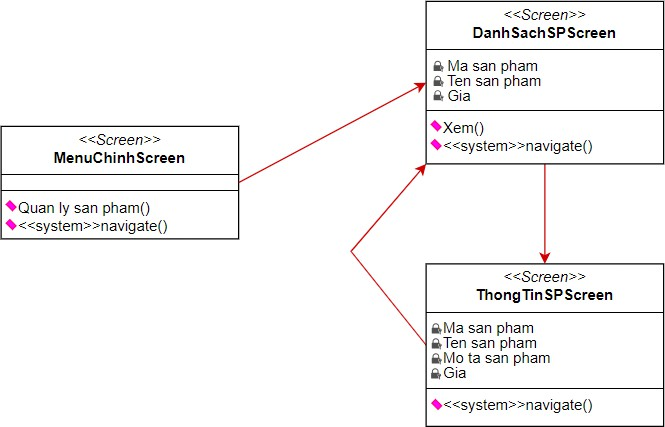 <<Screen>>
DanhSachSPScreen
Ma san pham
Ten san pham
Gia
Xem()
<<system>>navigate()
<<Screen>>
MenuChinhScreen
Quan ly san pham()
<<system>>navigate()
<<Screen>>
ThongTinSPScreen
Ma san pham
Ten san pham
Mo ta san pham
Gia
<<system>>navigate()